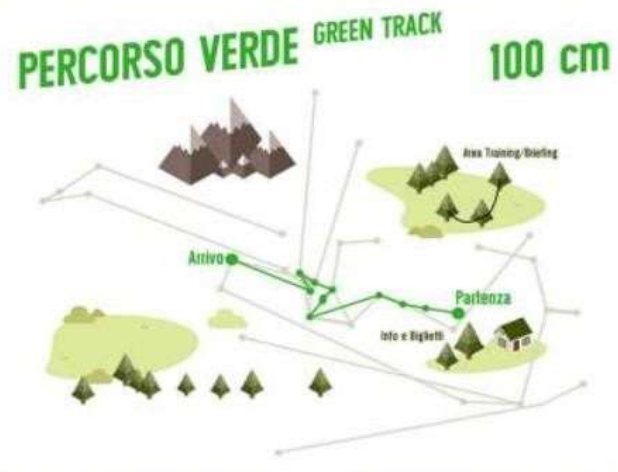 PERCORSO VERDE GREEN TRACK
100 cm
Area Training/Briefing
Arrivo
Partenza
Info e Biglietti